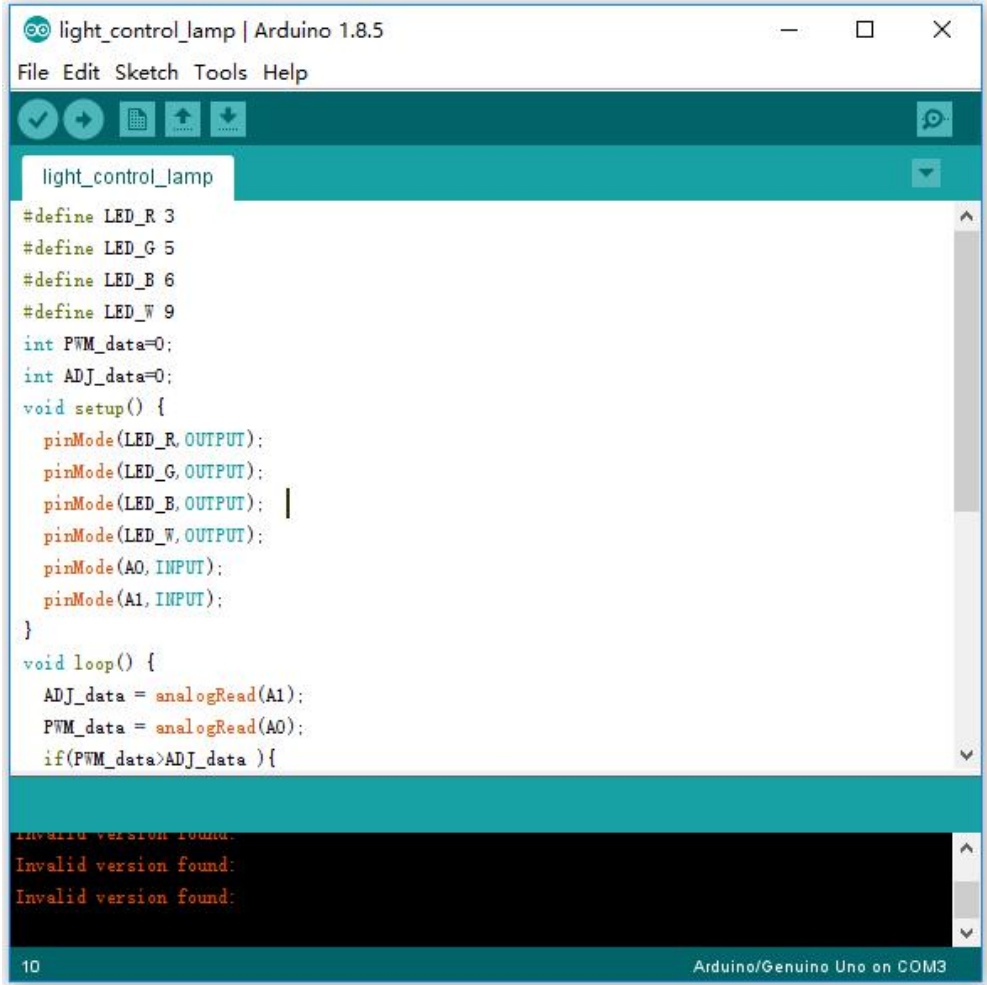 light_control_lamp | Arduino 1.8.5
File Edit Sketch Tools Help
light_control_lamp
#define LED_R 3
#define LED_G 5
#define LED_B 6
#define LED_W 9
int PWM_data=0;
int ADJ_data=0;
void setup() {
  pinMode(LED_R,OUTPUT);
  pinMode(LED_G,OUTPUT);
  pinMode(LED_B,OUTPUT);
  pinMode(LED_W,OUTPUT);
  pinMode(A0,INPUT);
  pinMode(A1,INPUT);
}
void loop() {
  ADJ_data = analogRead(A1);
  PWM_data = analogRead(A0);
  if(PWM_data>ADJ_data ){
Invalid version found:
Invalid version found:
Invalid version found:
10 Arduino/Genuino Uno on COM3